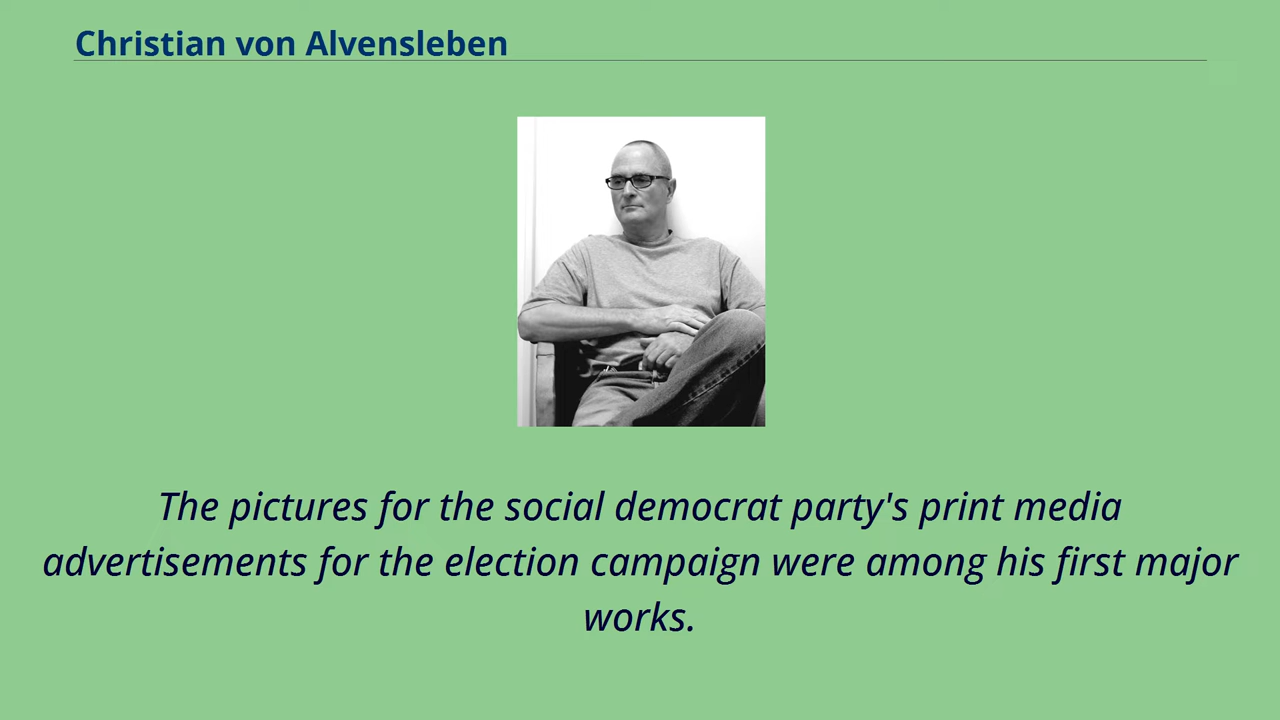 Christian von Alvensleben
The pictures for the social democrat party's print media
advertisements for the election campaign were among his first major
works.